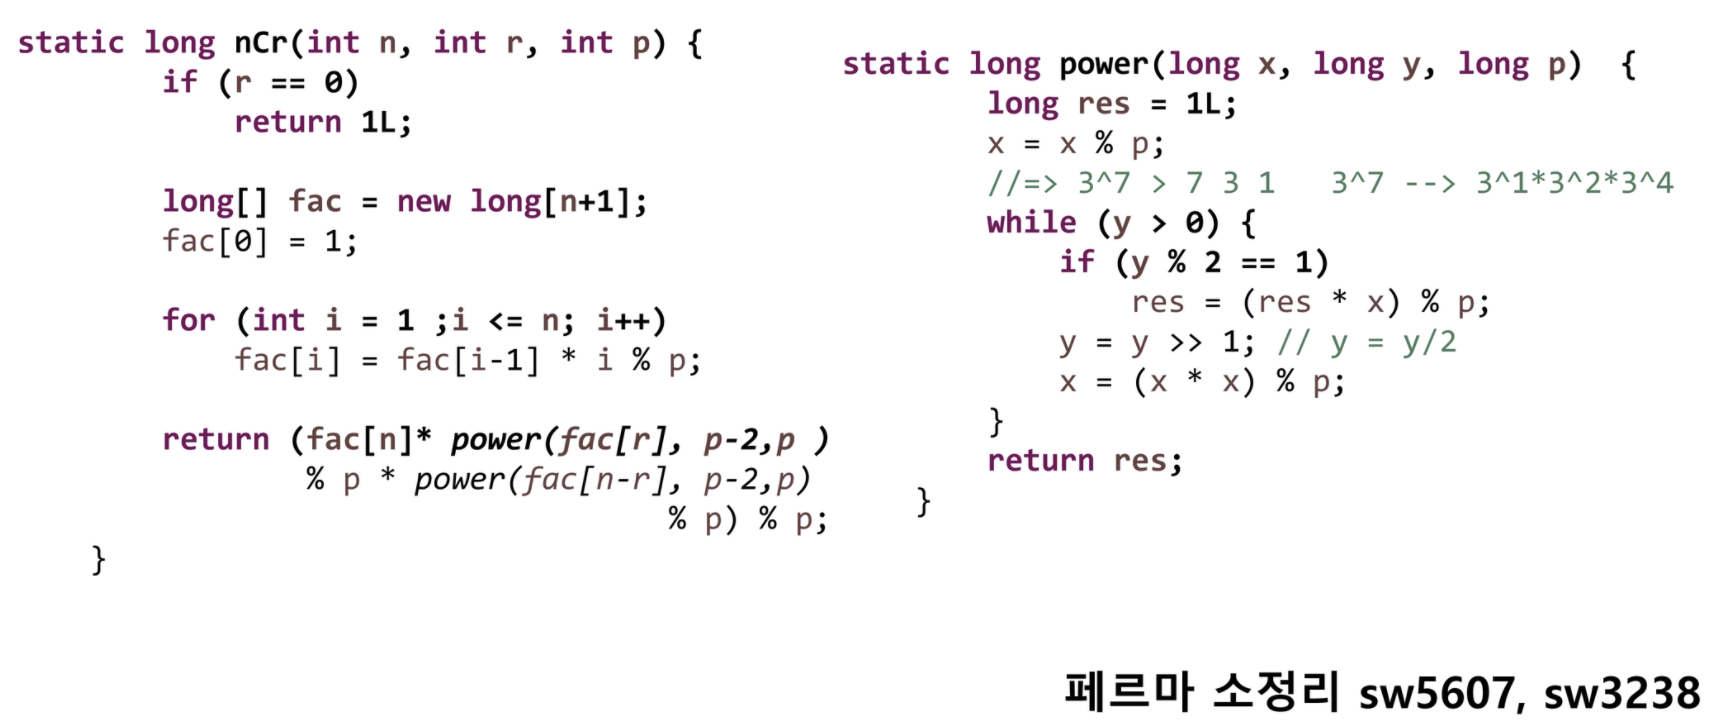 static long nCr(int n, int r, int p) {
if (r == 0)
return 1L;
long[] fac = new long[n+1];
fac[0] = 1;
for (int i = 1 ;i <= n; i++)
fac[i] = fac[i-1] * i % p;
return (fac[n]* power(fac[r], p-2,p )
% p * power(fac[n-r], p-2,p)
% p) % p;
}
static long power(long x, long y, long p)  {
long res = 1L;
x = x % p;
//=> 3^7 > 7 3 1   3^7 --> 3^1*3^2*3^4
while (y > 0) {
if (y % 2 == 1)
res = (res * x) % p;
y = y >> 1; // y = y/2
x = (x * x) % p;
}
return res;
}
페르마 소정리 sw5607, sw3238